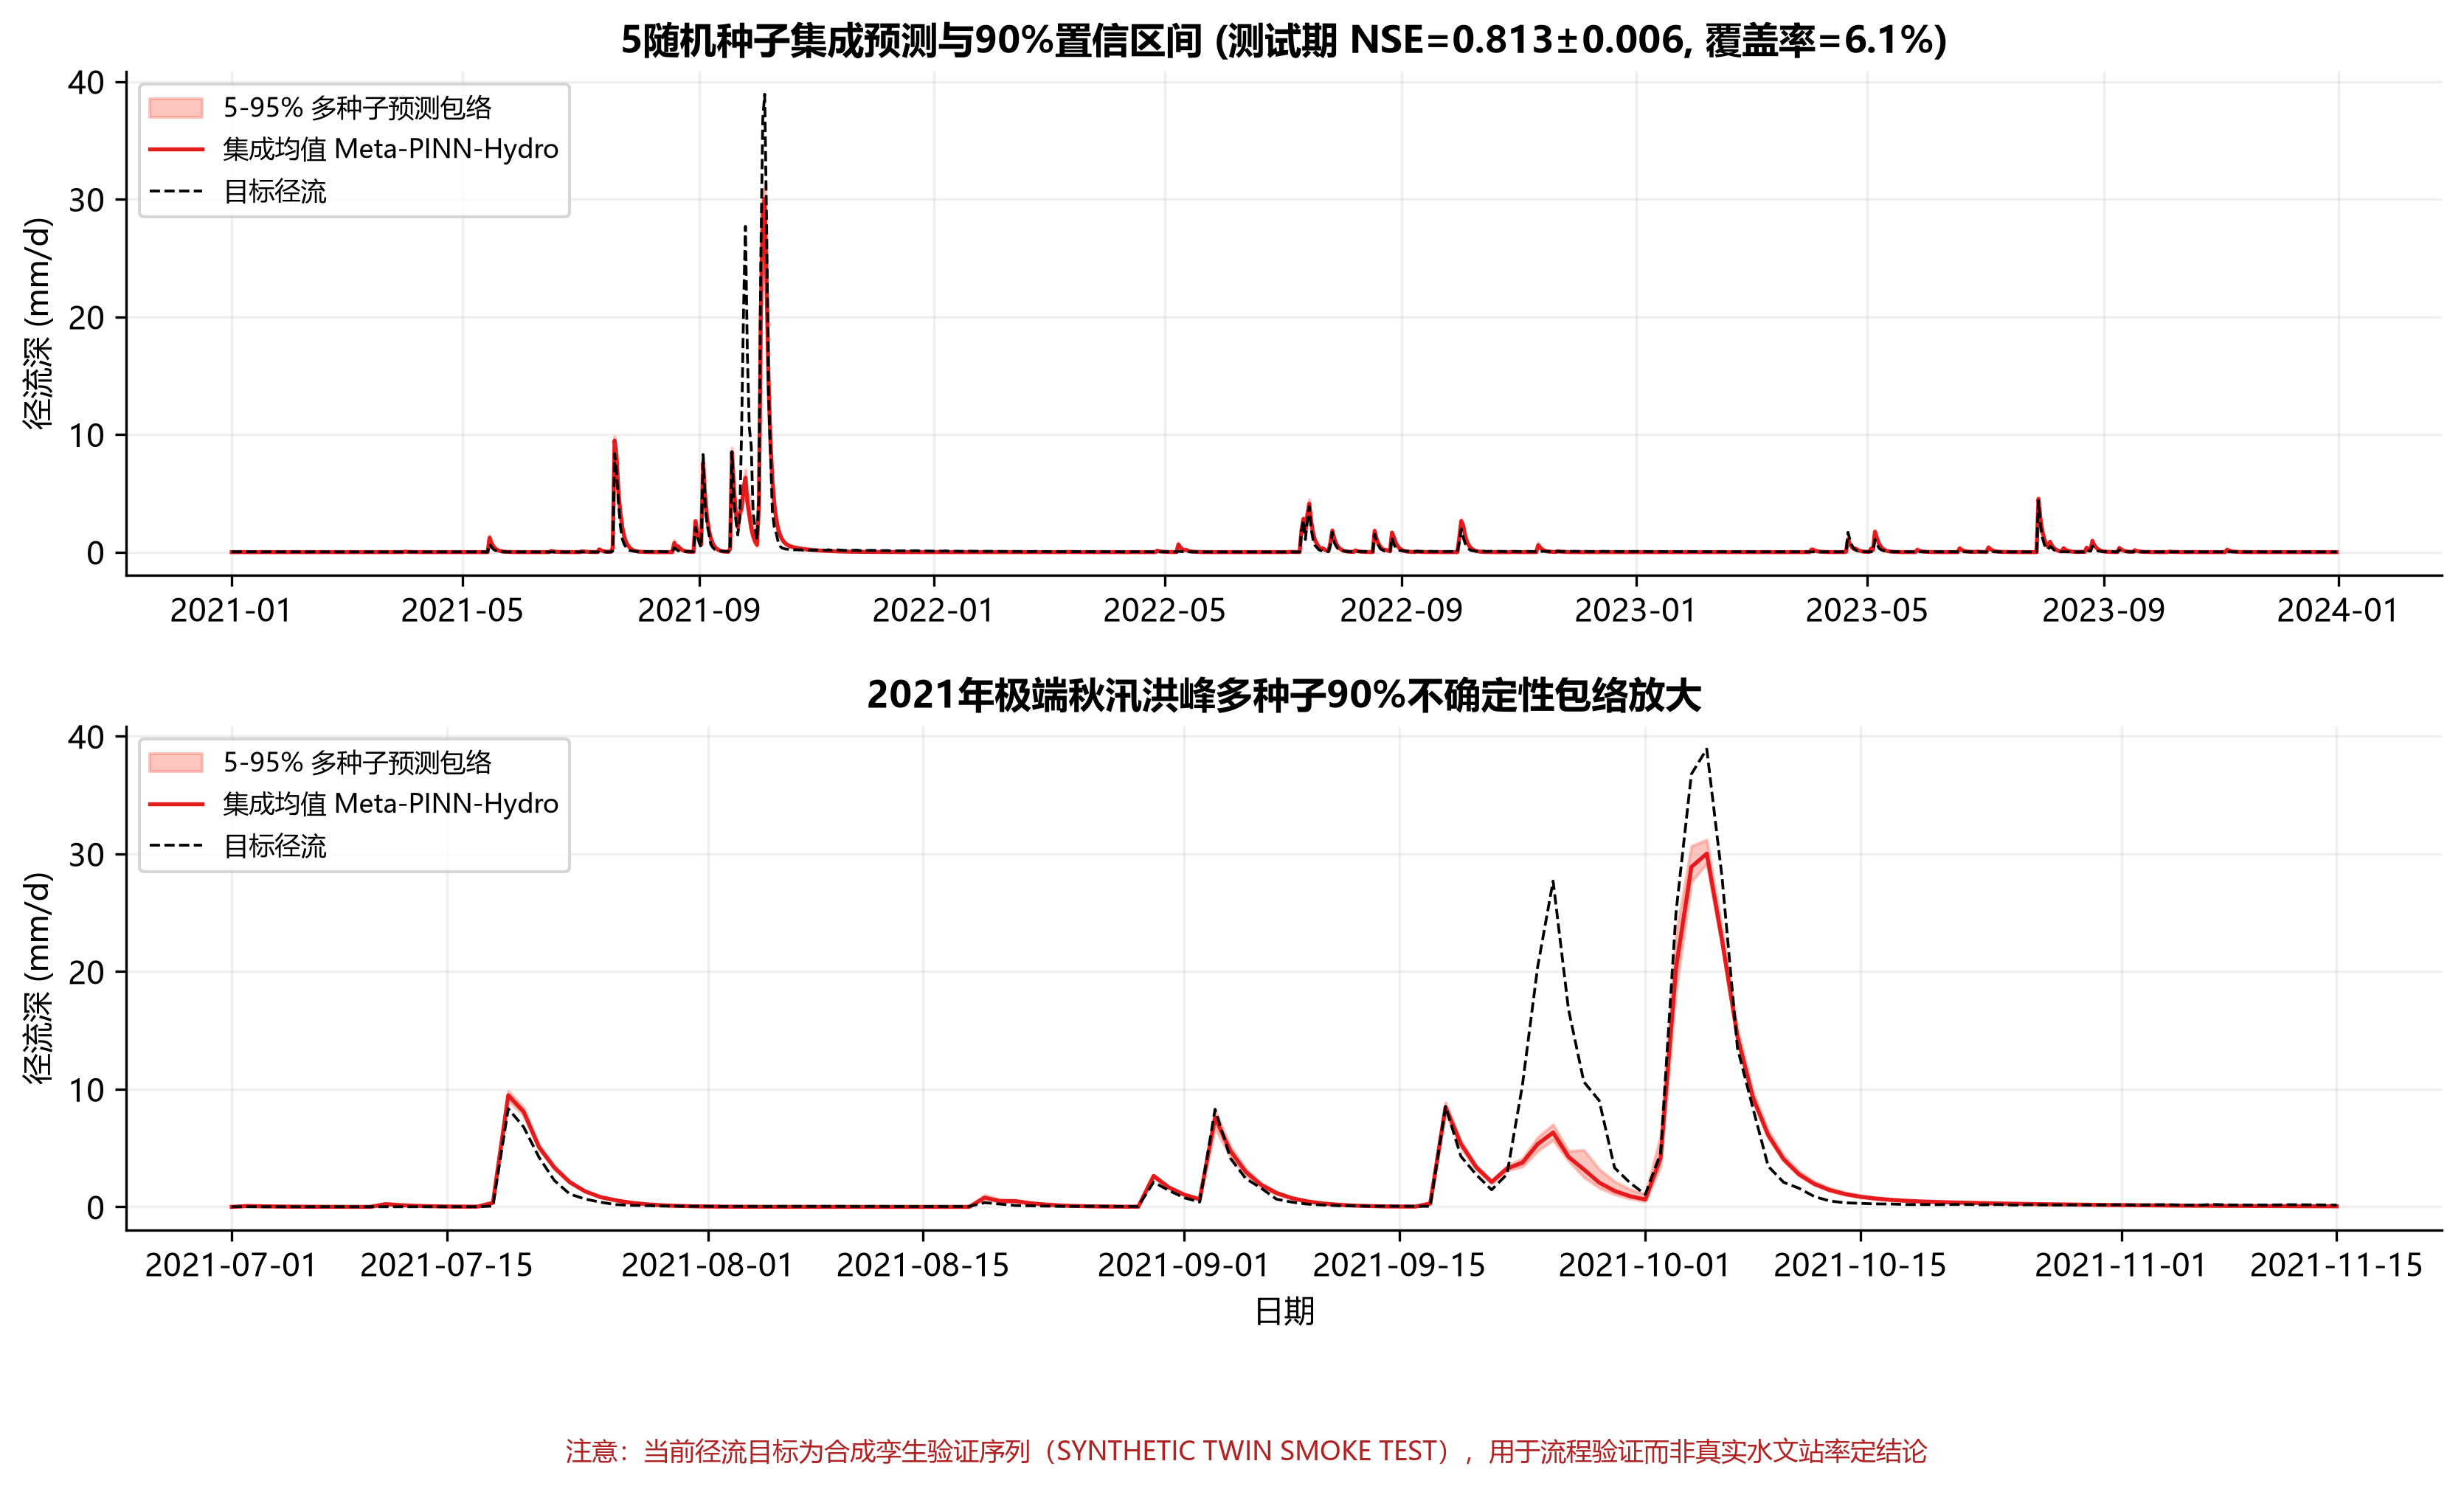 5随机种子集成预测与90%置信区间 (测试期 NSE=0.813±0.006, 覆盖率=6.1%)
径流深 (mm/d)
40
30
20
10
0
5-95% 多种子预测包络
集成均值 Meta-PINN-Hydro
目标径流
2021-01 2021-05 2021-09 2022-01 2022-05 2022-09 2023-01 2023-05 2023-09 2024-01
2021年极端秋汛洪峰多种子90%不确定性包络放大
径流深 (mm/d)
40
30
20
10
0
5-95% 多种子预测包络
集成均值 Meta-PINN-Hydro
目标径流
2021-07-01 2021-07-15 2021-08-01 2021-08-15 2021-09-01 2021-09-15 2021-10-01 2021-10-15 2021-11-01 2021-11-15
日期
注意：当前径流目标为合成孪生验证序列（SYNTHETIC TWIN SMOKE TEST），用于流程验证而非真实水文站率定结论